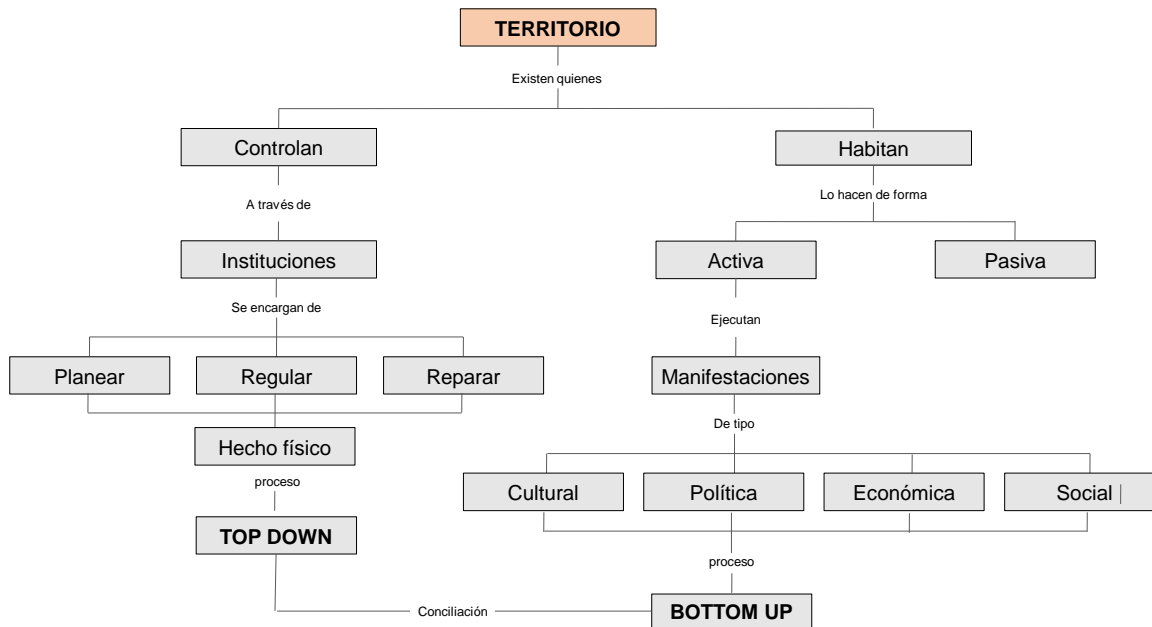 TERRITORIO
Existen quienes
Controlan
Habitan
A través de
Lo hacen de forma
Instituciones
Activa
Pasiva
Se encargan de
Ejecutan
Planear
Regular
Reparar
Manifestaciones
De tipo
Hecho físico
proceso
Cultural
Política
Económica
Social
TOP DOWN
proceso
Conciliación
BOTTOM UP